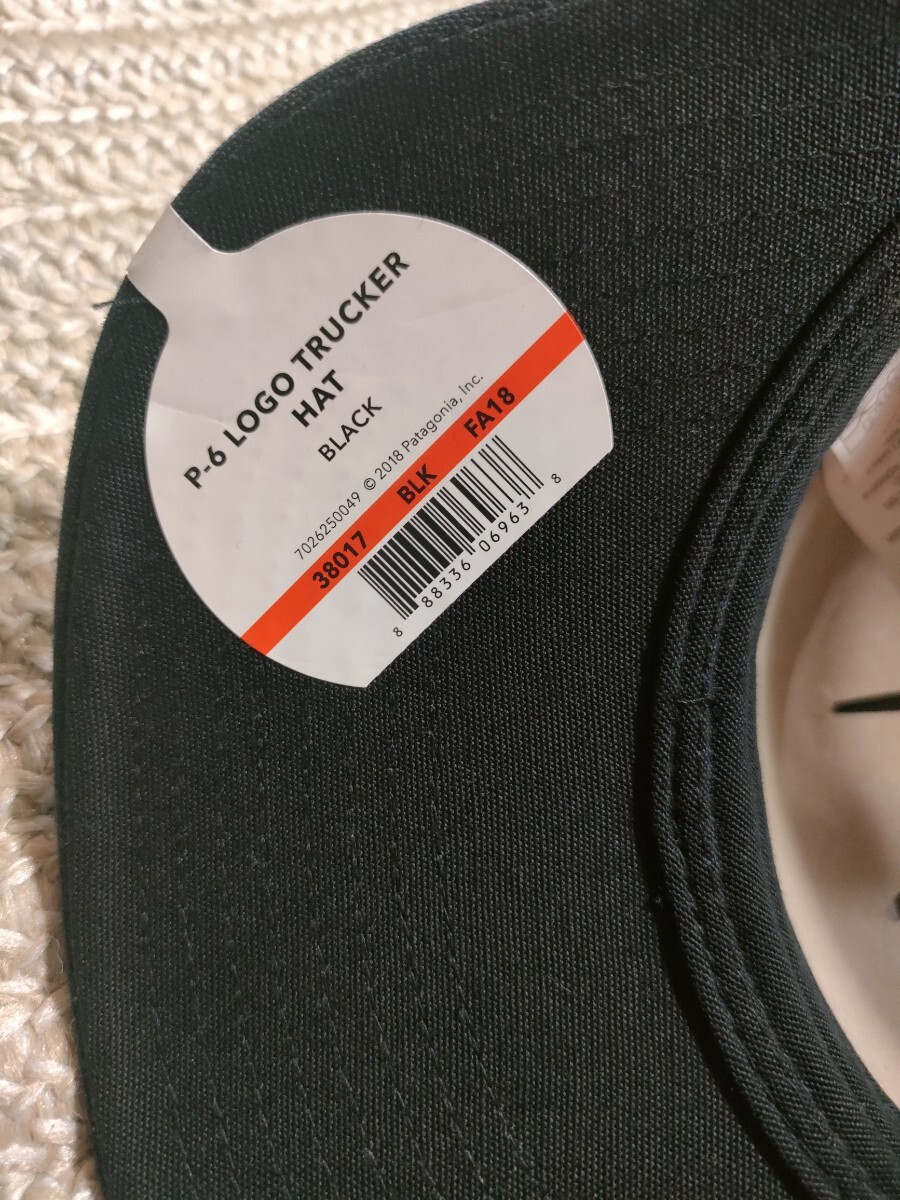 P-6 LOGO TRUCKER
HAT
BLACK
7026250049 © 2018 Patagonia, Inc.
38017 BLK FA18
8 88336 06963 8